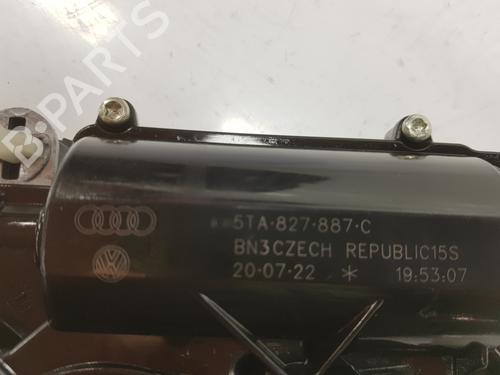 B-PARTS
5TA·827·887·C
BN3CZECH REPUBLIC15S
20·07·22 * 19:53:07